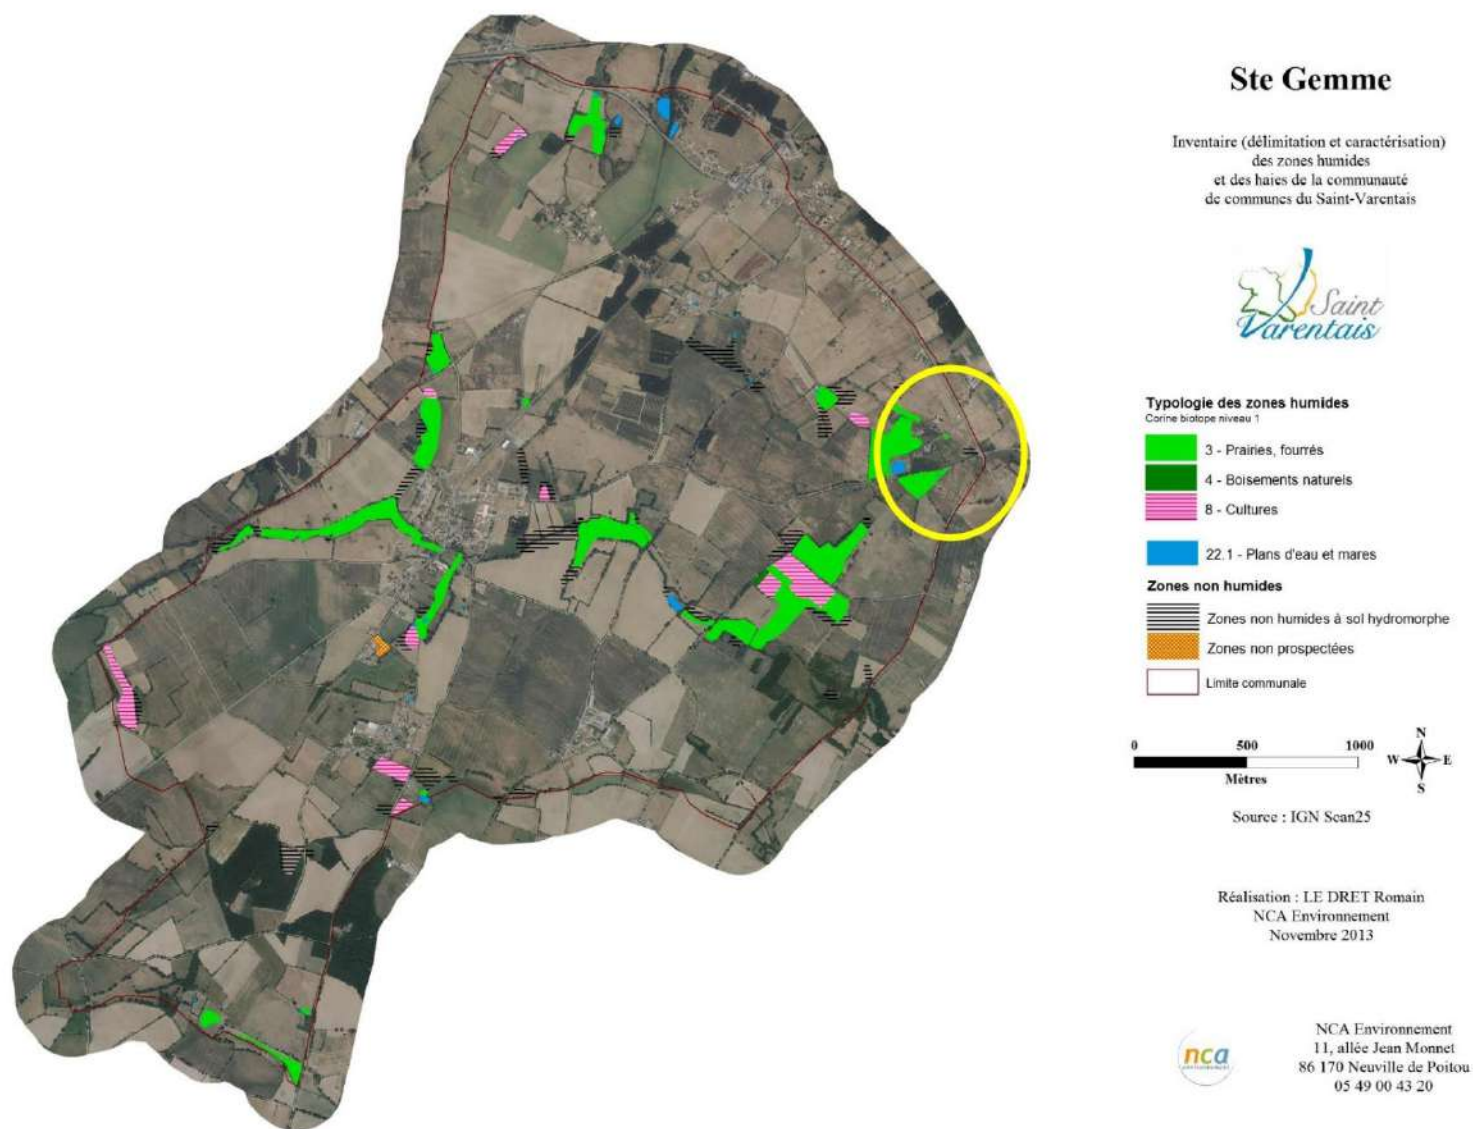 Ste Gemme
Inventaire (délimitation et caractérisation)
des zones humides
et des haies de la communauté
de communes du Saint-Varentais
Saint
Varentais
Typologie des zones humides
Corine biotope niveau 1
3 - Prairies, fourrés
4 - Boisements naturels
8 - Cultures
22.1 - Plans d'eau et mares
Zones non humides
Zones non humides à sol hydromorphe
Zones non prospectées
Limite communale
0 500 1000
Mètres
N
W E
S
Source : IGN Scan25
Réalisation : LE DRET Romain
NCA Environnement
Novembre 2013
nca
ENVIRONNEMENT
NCA Environnement
11, allée Jean Monnet
86 170 Neuville de Poitou
05 49 00 43 20